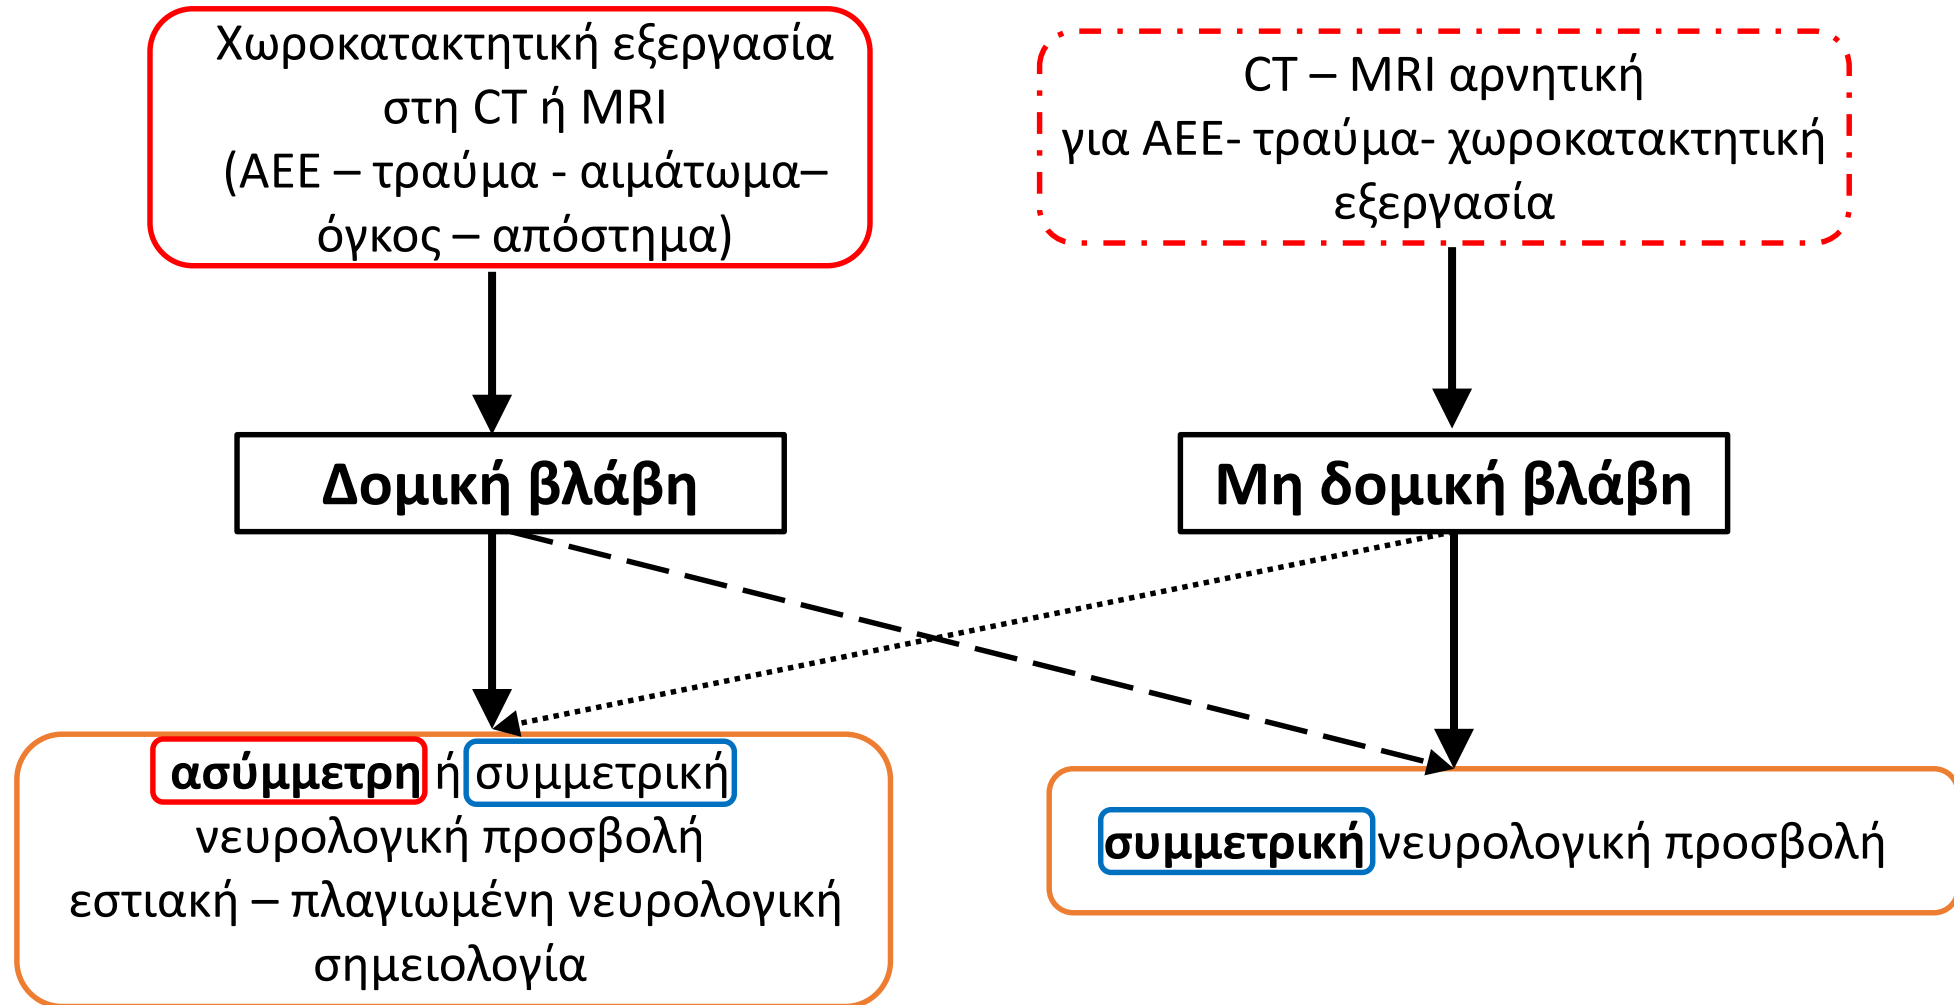 Χωροκατακτητική εξεργασία
στη CT ή MRI
(ΑΕΕ – τραύμα - αιμάτωμα–
όγκος – απόστημα)
CT – MRI αρνητική
για ΑΕΕ- τραύμα- χωροκατακτητική
εξεργασία
Δομική βλάβη
Μη δομική βλάβη
ασύμμετρη ή συμμετρική
νευρολογική προσβολή
εστιακή – πλαγιωμένη νευρολογική
σημειολογία
συμμετρική νευρολογική προσβολή